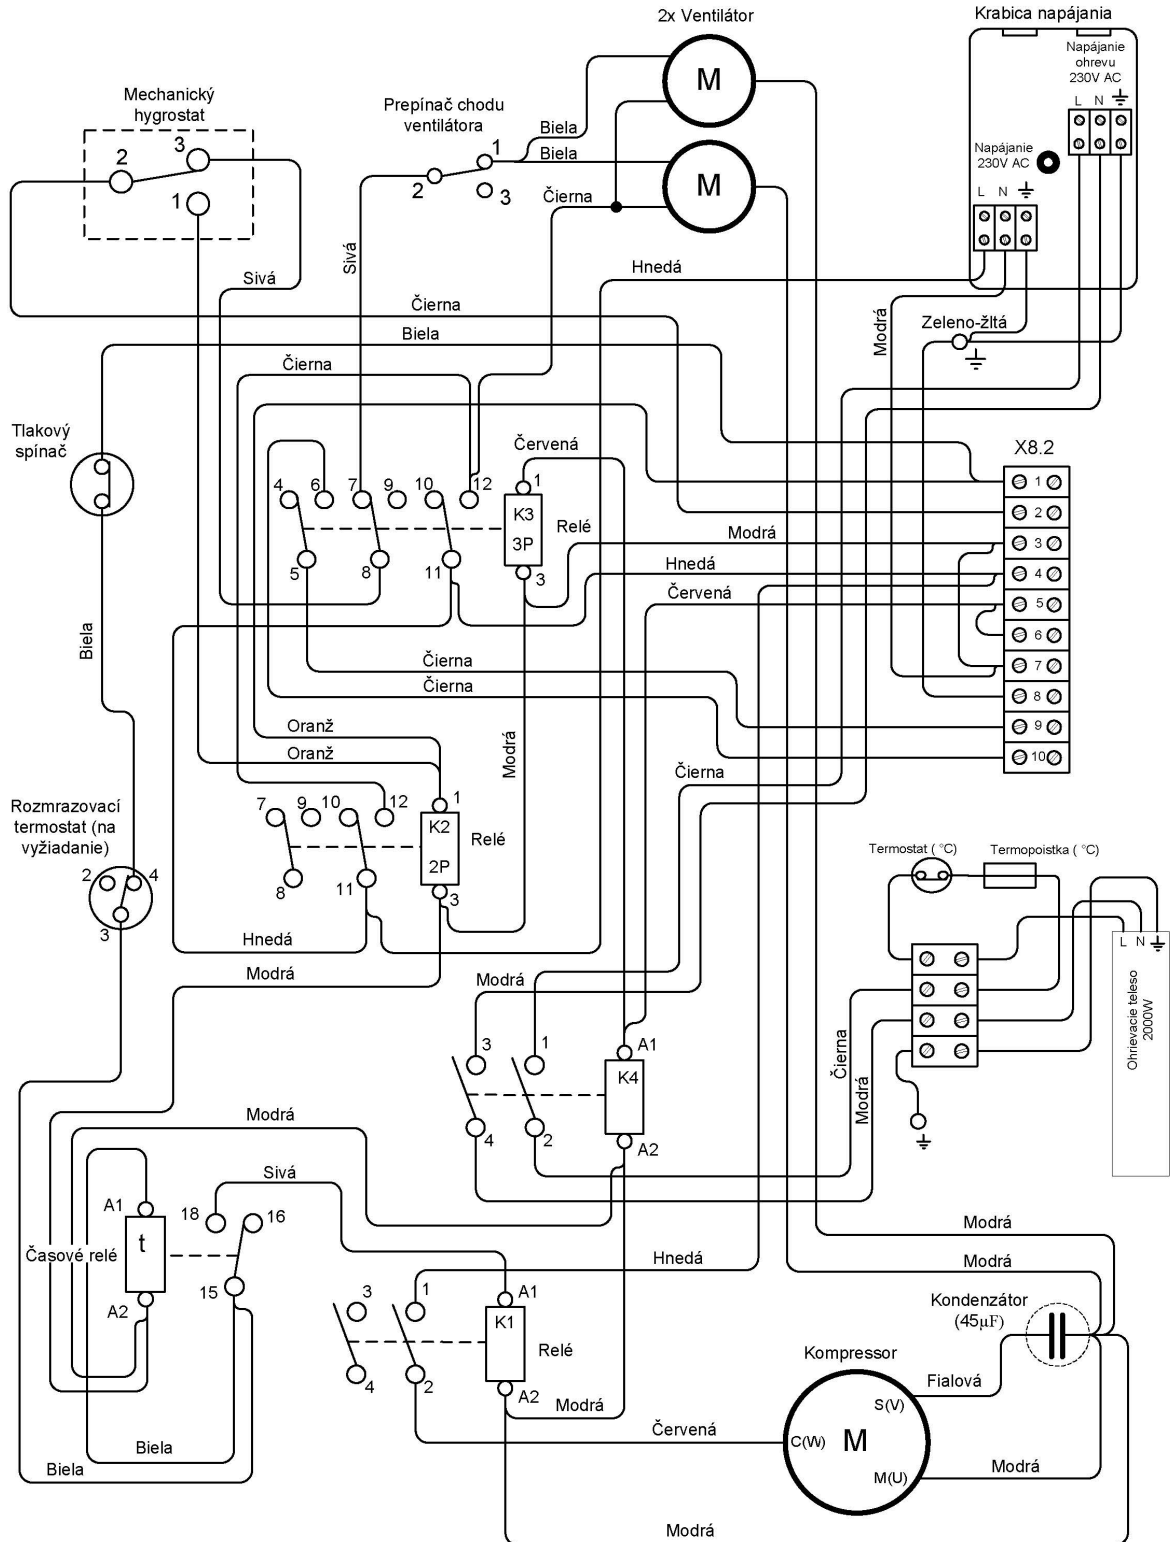 2x Ventilátor
Krabica napájania
Napájanie
ohrevu
230V AC
L N
Napájanie
230V AC
L N
Mechanický
hygrostat
3
2
1
Prepínač chodu
ventilátora
1
2
3
Biela
Biela
Čierna
M
M
Sivá
Sivá
Hnedá
Čierna
Biela
Modrá
Zeleno-žltá
Čierna
Tlakový
spínač
Červená
X8.2
4 6 7 9 10 12
1
K3
3P
Relé
3
5 8 11
Modrá
Hnedá
Červená
1
2
3
4
5
6
7
8
9
10
Biela
Čierna
Čierna
Oranž
Oranž
Modrá
Čierna
Rozmrazovací
termostat (na
vyžiadanie)
2 4
3
7 9 10 12
1
K2
2P
Relé
3
8 11
Hnedá
Modrá
Modrá
Termostat ( °C)
Termopoistka ( °C)
L N
Ohrievacie teleso
2000W
Čierna
Modrá
3 1
A1
K4
A2
4 2
Modrá
Sivá
A1
t
A2
Časové relé
18 16
15
Modrá
Modrá
Hnedá
3 1
A1
K1
A2
Relé
4 2
Modrá
Kondenzátor
(45µF)
Kompressor
Fialová
S(V)
C(W)
M
M(U)
Červená
Modrá
Biela
Biela
Modrá